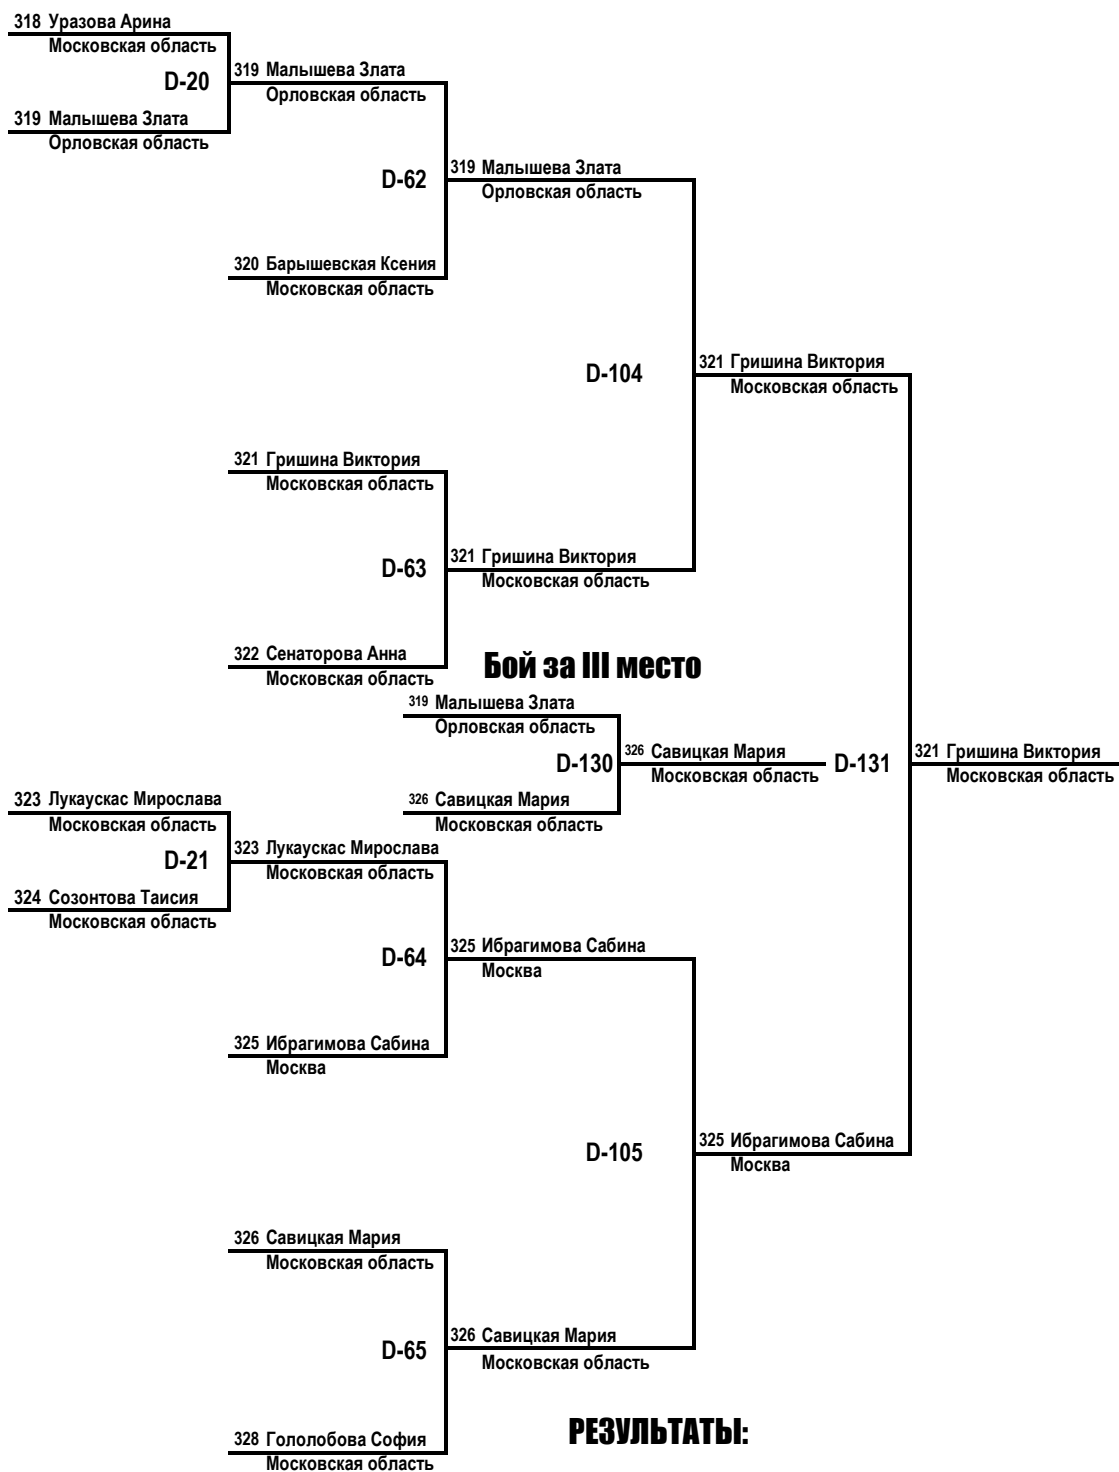 318 Уразова Арина
Московская область
D-20
319 Малышева Злата
Орловская область
319 Малышева Злата
Орловская область
D-62
319 Малышева Злата
Орловская область
320 Барышевская Ксения
Московская область
D-104
321 Гришина Виктория
Московская область
321 Гришина Виктория
Московская область
D-63
321 Гришина Виктория
Московская область
322 Сенаторова Анна
Московская область
Бой за III место
319 Малышева Злата
Орловская область
D-130
326 Савицкая Мария
Московская область
D-131
321 Гришина Виктория
Московская область
326 Савицкая Мария
Московская область
323 Лукаускас Мирослава
Московская область
D-21
323 Лукаускас Мирослава
Московская область
324 Созонтова Таисия
Московская область
D-64
325 Ибрагимова Сабина
Москва
325 Ибрагимова Сабина
Москва
D-105
325 Ибрагимова Сабина
Москва
326 Савицкая Мария
Московская область
D-65
326 Савицкая Мария
Московская область
РЕЗУЛЬТАТЫ:
328 Гололобова София
Московская область